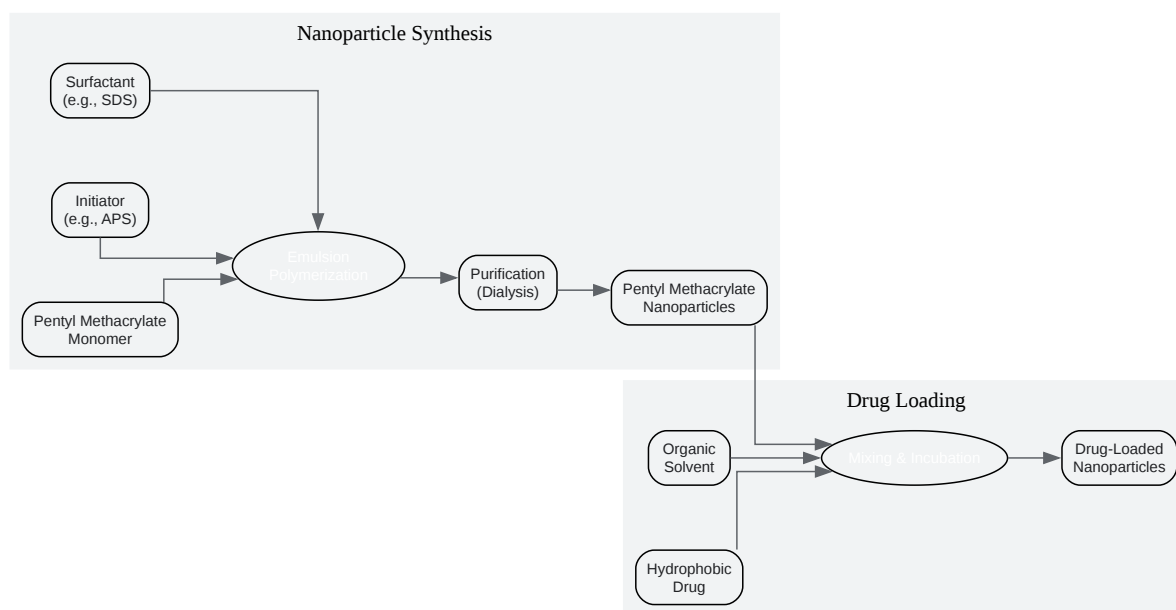 Nanoparticle Synthesis
Surfactant
(e.g., SDS)
Initiator
(e.g., APS)
Emulsion
Polymerization
Purification
(Dialysis)
Pentyl Methacrylate
Nanoparticles
Pentyl Methacrylate
Monomer
Drug Loading
Organic
Solvent
Mixing & Incubation
Drug-Loaded
Nanoparticles
Hydrophobic
Drug